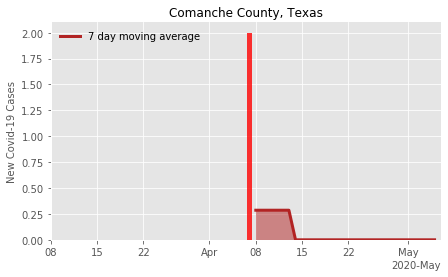 Comanche County, Texas
7 day moving average
New Covid-19 Cases
2.00
1.75
1.50
1.25
1.00
0.75
0.50
0.25
0.00
08 15 22 Apr 08 15 22 May
2020-May